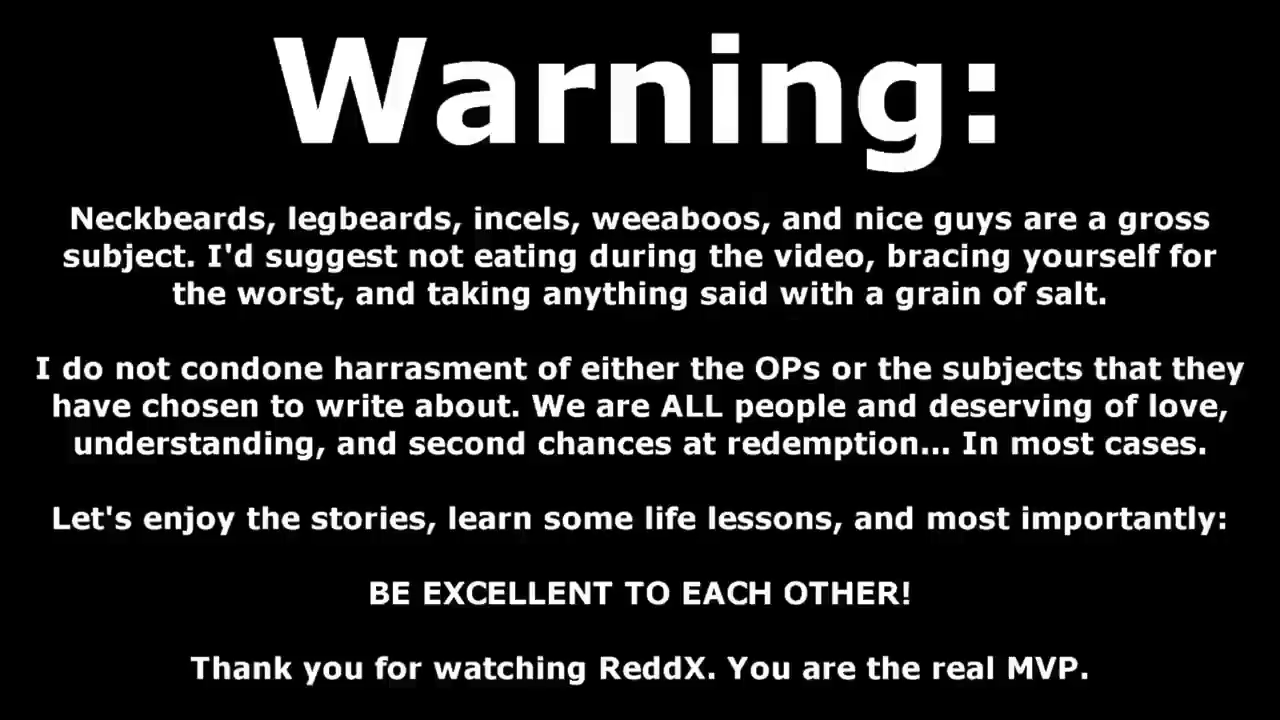 Warning:
Neckbeards, legbeards, incels, weeaboos, and nice guys are a gross
subject. I'd suggest not eating during the video, bracing yourself for
the worst, and taking anything said with a grain of salt.
I do not condone harrasment of either the OPs or the subjects that they
have chosen to write about. We are ALL people and deserving of love,
understanding, and second chances at redemption... In most cases.
Let's enjoy the stories, learn some life lessons, and most importantly:
BE EXCELLENT TO EACH OTHER!
Thank you for watching ReddX. You are the real MVP.